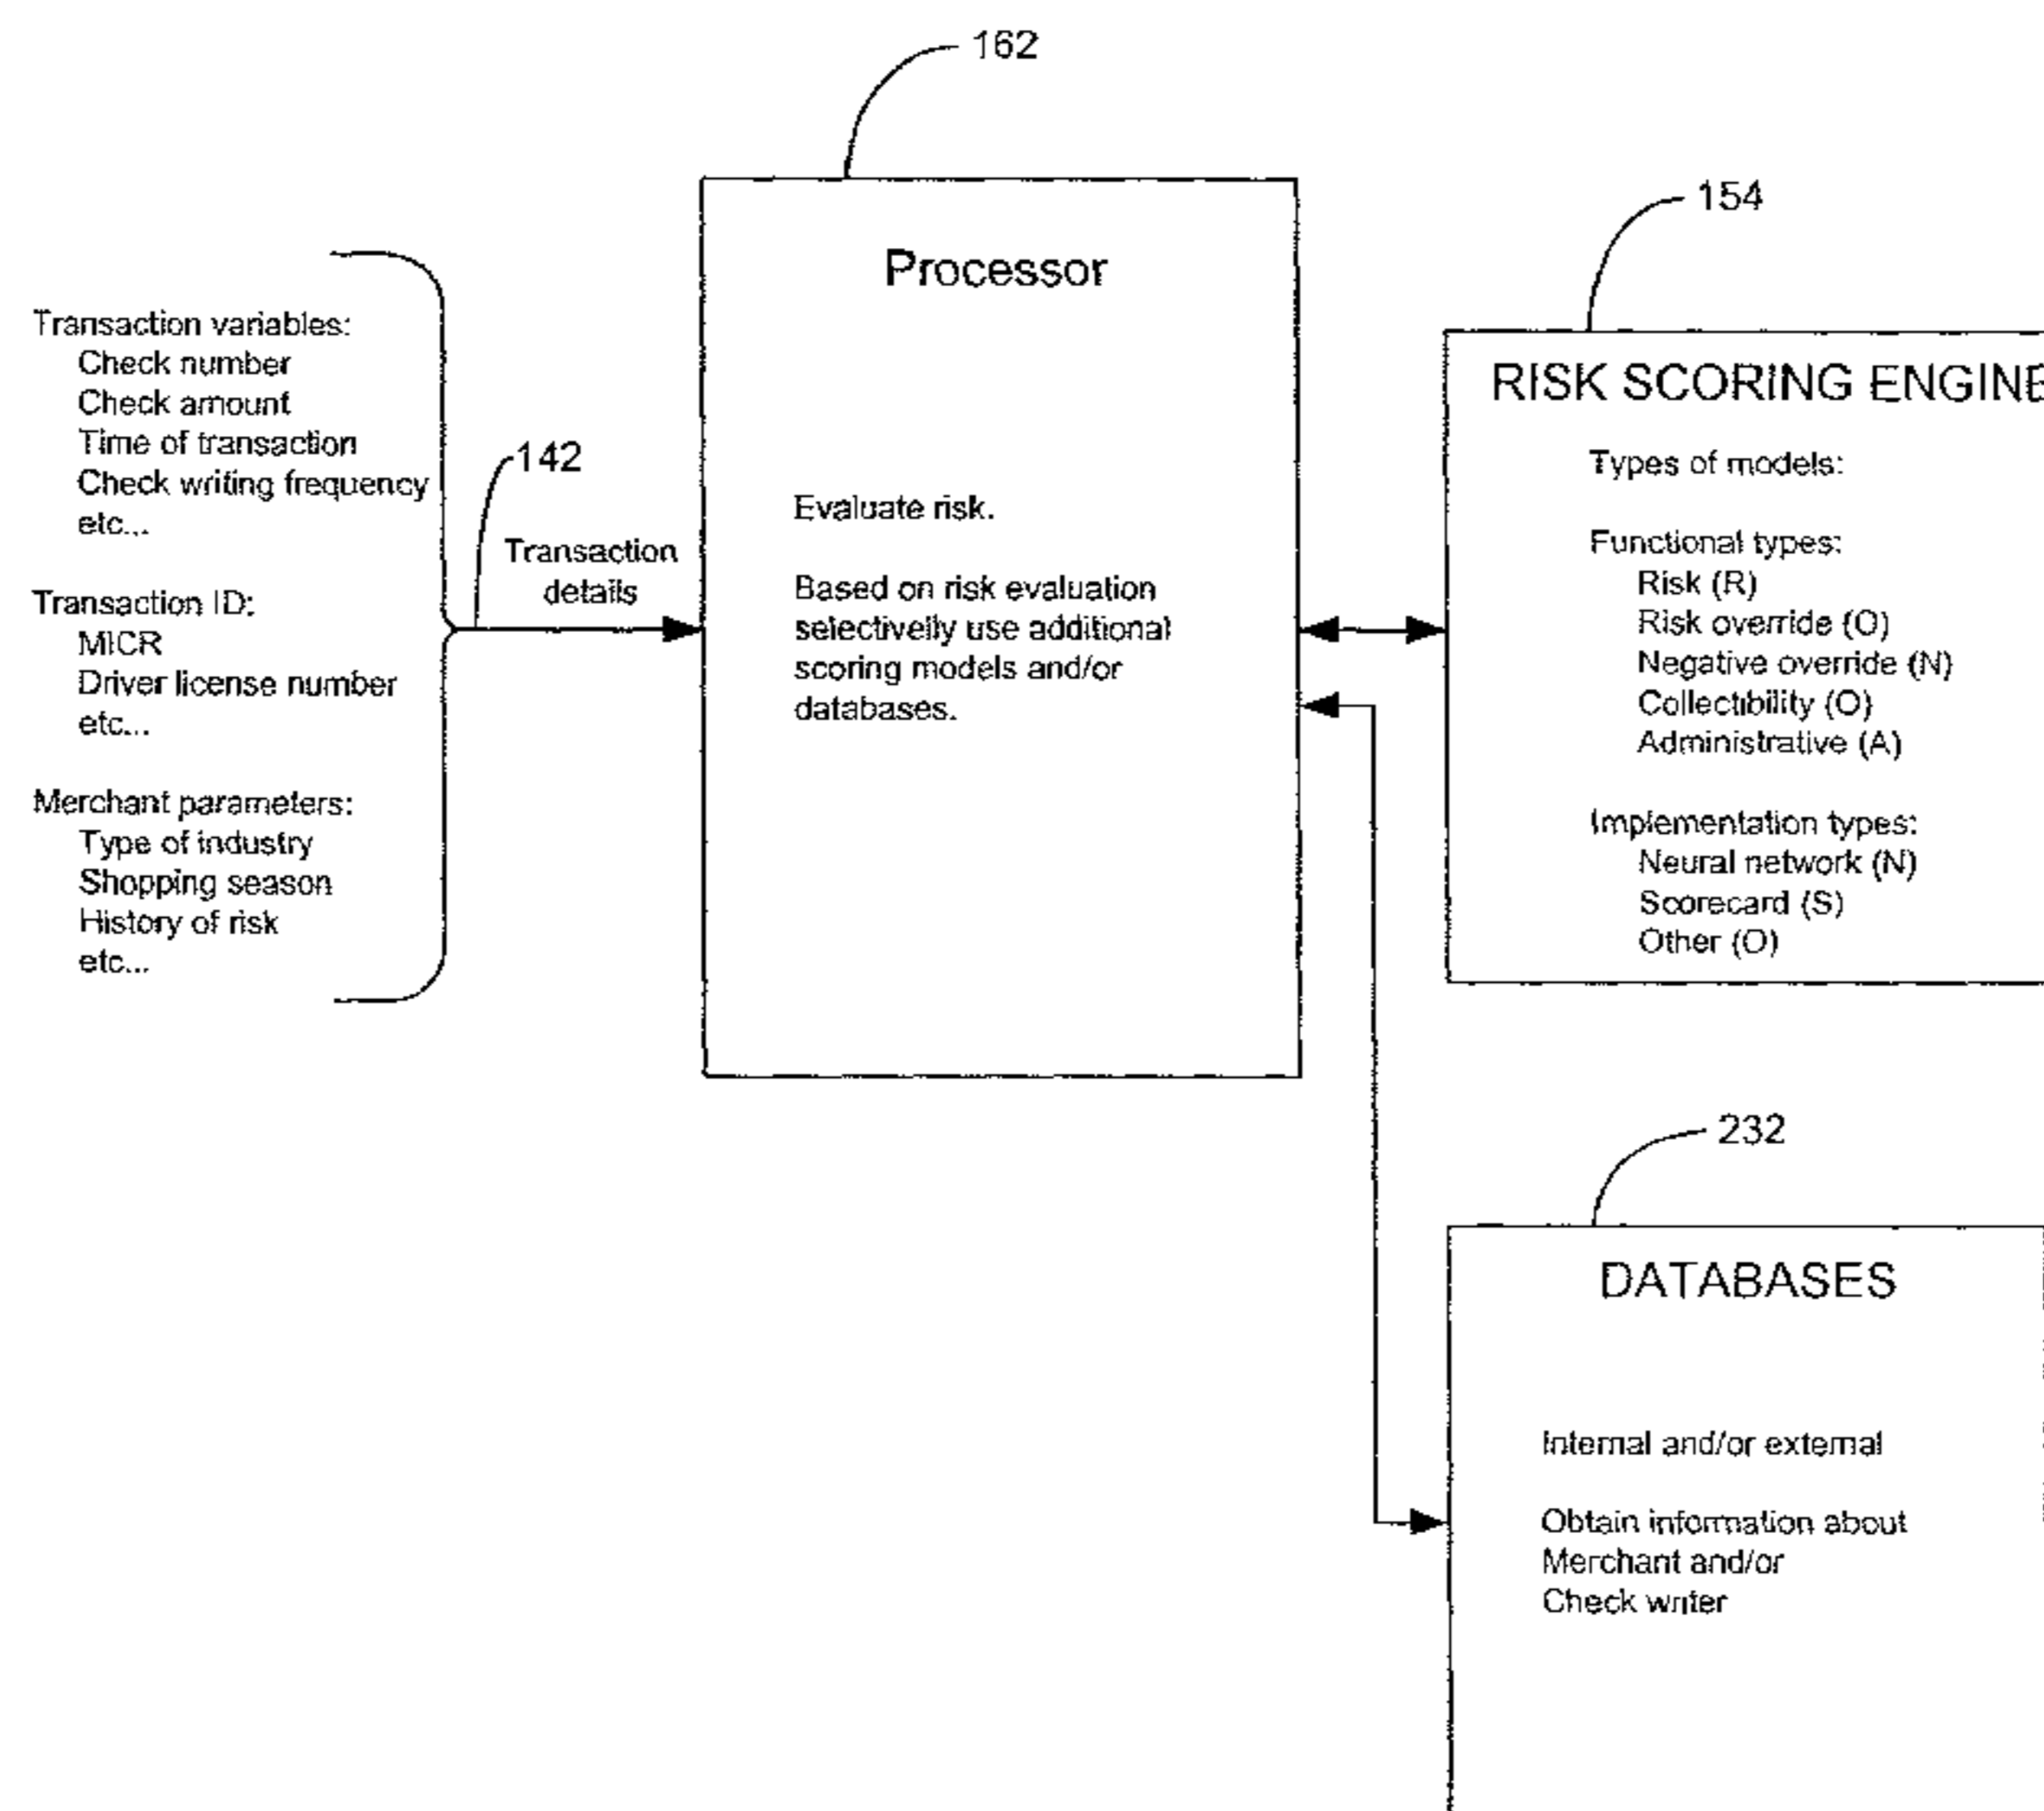 162
154
Processor
Transaction variables:
Check number
Check amount
Time of transaction
Check writing frequency
etc...
Transaction ID:
MICR
Driver license number
etc...
Merchant parameters:
Type of industry
Shopping season
History of risk
etc...
142
Transaction
details
Evaluate risk.
Based on risk evaluation
selectivelly use additional
scoring models and/or
databases.
RISK SCORING ENGINE
Types of models:
Functional types:
Risk (R)
Risk override (O)
Negative override (N)
Collectibility (O)
Administrative (A)
Implementation types:
Neural network (N)
Scorecard (S)
Other (O)
232
DATABASES
Internal and/or external
Obtain information about
Merchant and/or
Check writer